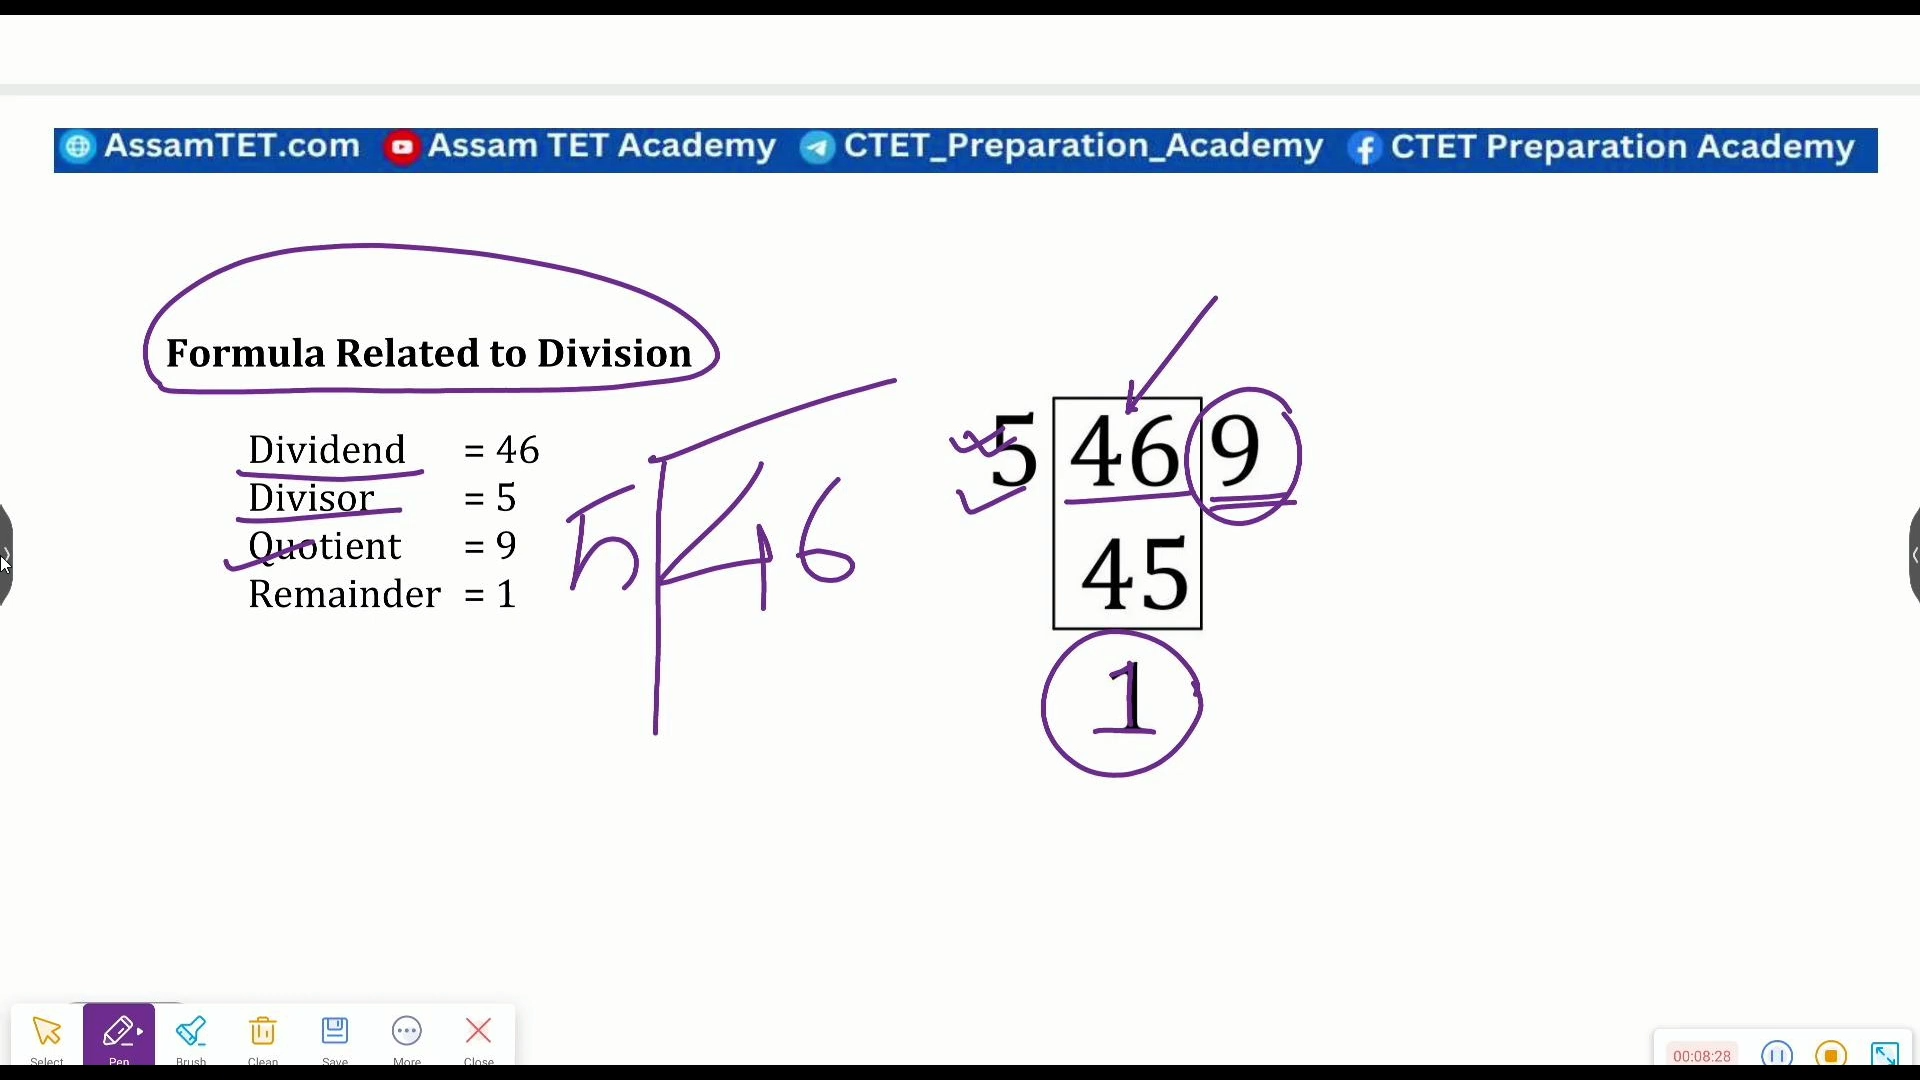 AssamTET.com Assam TET Academy CTET_Preparation_Academy CTET Preparation Academy
Formula Related to Division
Dividend = 46
Divisor = 5
Quotient = 9
Remainder = 1
5 46
5 46 9
45
1
Select Pen Brush Clean Save More Close
00:08:28